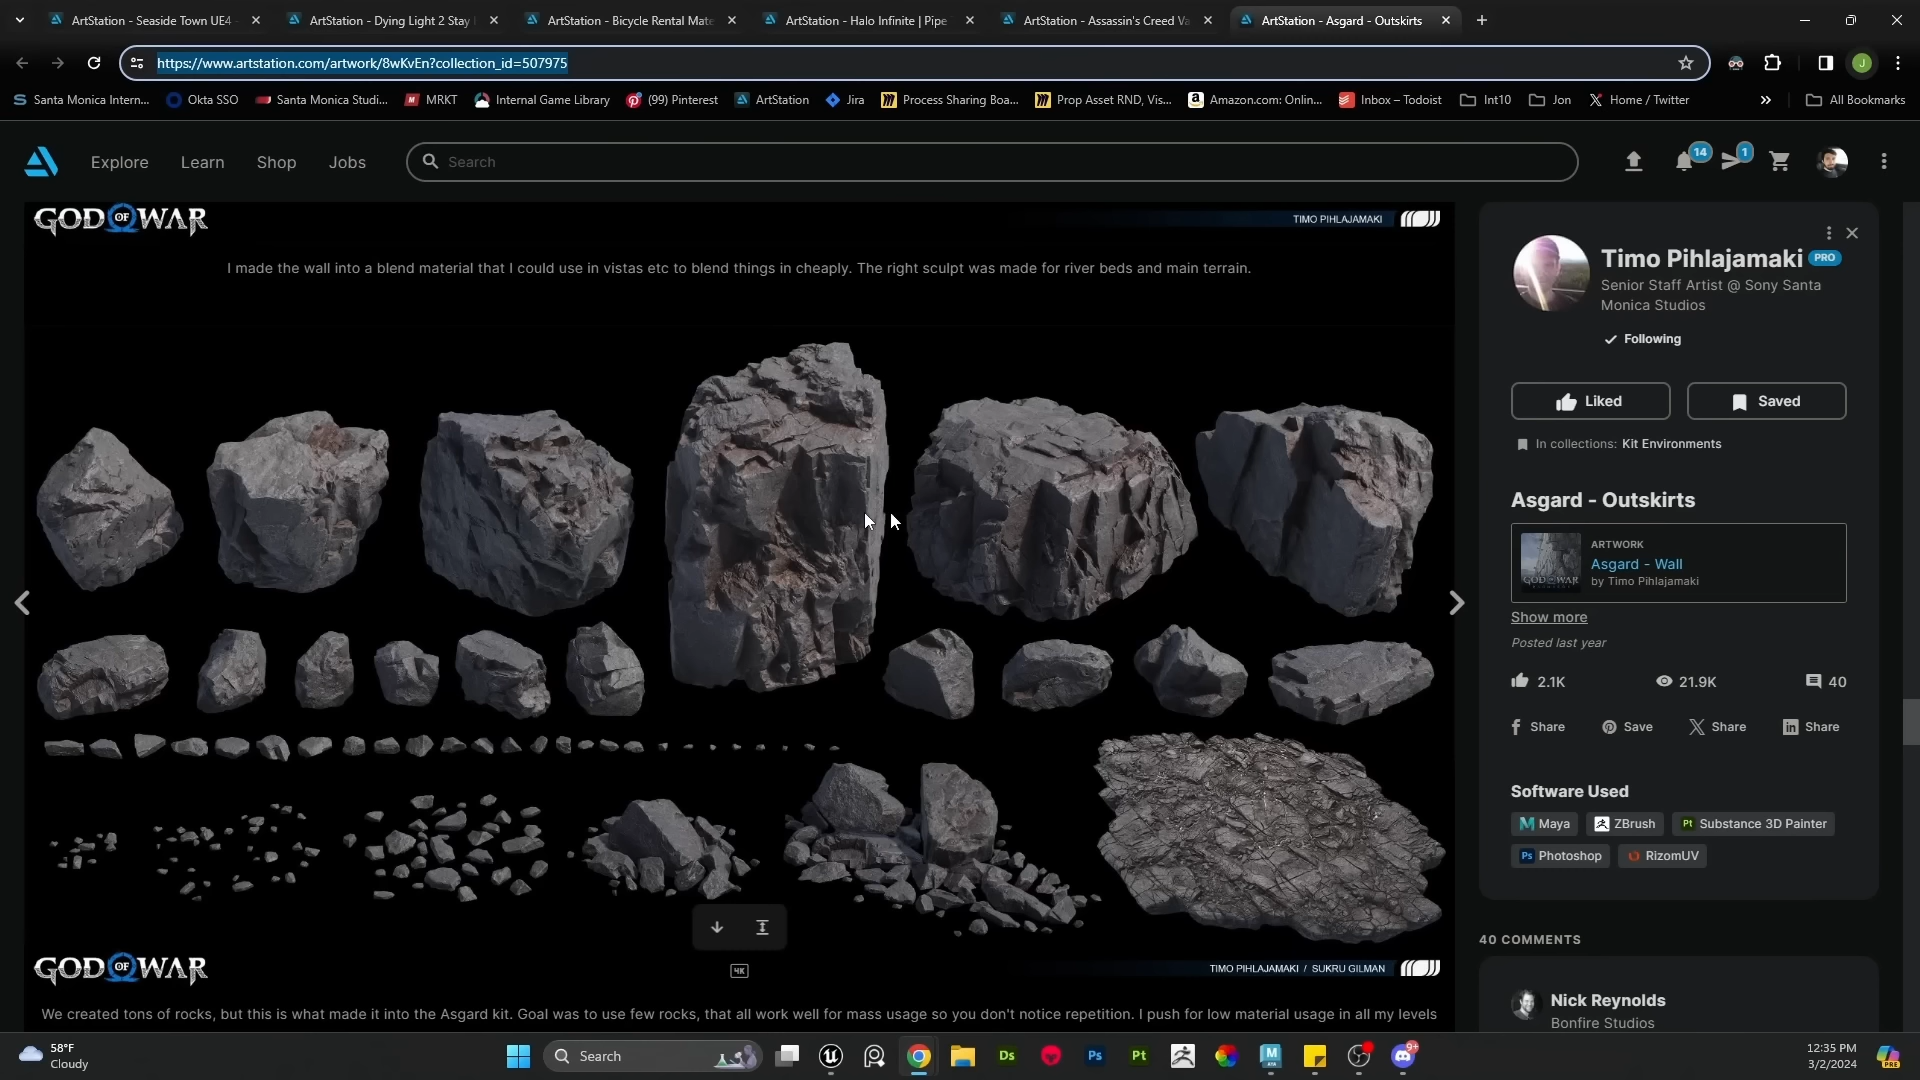 ArtStation - Seaside Town UE4 -
ArtStation - Dying Light 2 Stay
ArtStation - Bicycle Rental Mate
ArtStation - Halo Infinite | Pipe
ArtStation - Assassin's Creed Va
ArtStation - Asgard - Outskirts
https://www.artstation.com/artwork/8wKvEn?collection_id=507975
J
Santa Monica Intern...
Okta SSO
Santa Monica Studi...
MRKT
Internal Game Library
(99) Pinterest
ArtStation
Jira
Process Sharing Boa...
Prop Asset RND, Vis...
Amazon.com: Onlin...
Inbox – Todoist
Int10
Jon
Home / Twitter
All Bookmarks
Explore
Learn
Shop
Jobs
Search
14
1
GOD OF WAR
TIMO PIHLAJAMAKI
I made the wall into a blend material that I could use in vistas etc to blend things in cheaply. The right sculpt was made for river beds and main terrain.
Timo Pihlajamaki PRO
Senior Staff Artist @ Sony Santa
Monica Studios
Following
Liked
Saved
In collections: Kit Environments
Asgard - Outskirts
ARTWORK
Asgard - Wall
by Timo Pihlajamaki
Show more
Posted last year
2.1K
21.9K
40
Share
Save
Share
Share
Software Used
Maya
ZBrush
Pt Substance 3D Painter
Ps Photoshop
RizomUV
40 COMMENTS
Nick Reynolds
Bonfire Studios
4K
GOD OF WAR
TIMO PIHLAJAMAKI / SUKRU GILMAN
We created tons of rocks, but this is what made it into the Asgard kit. Goal was to use few rocks, that all work well for mass usage so you don't notice repetition. I push for low material usage in all my levels
58°F
Cloudy
Search
Ds
Ps
Pt
M
9+
12:35 PM
3/2/2024
PRE